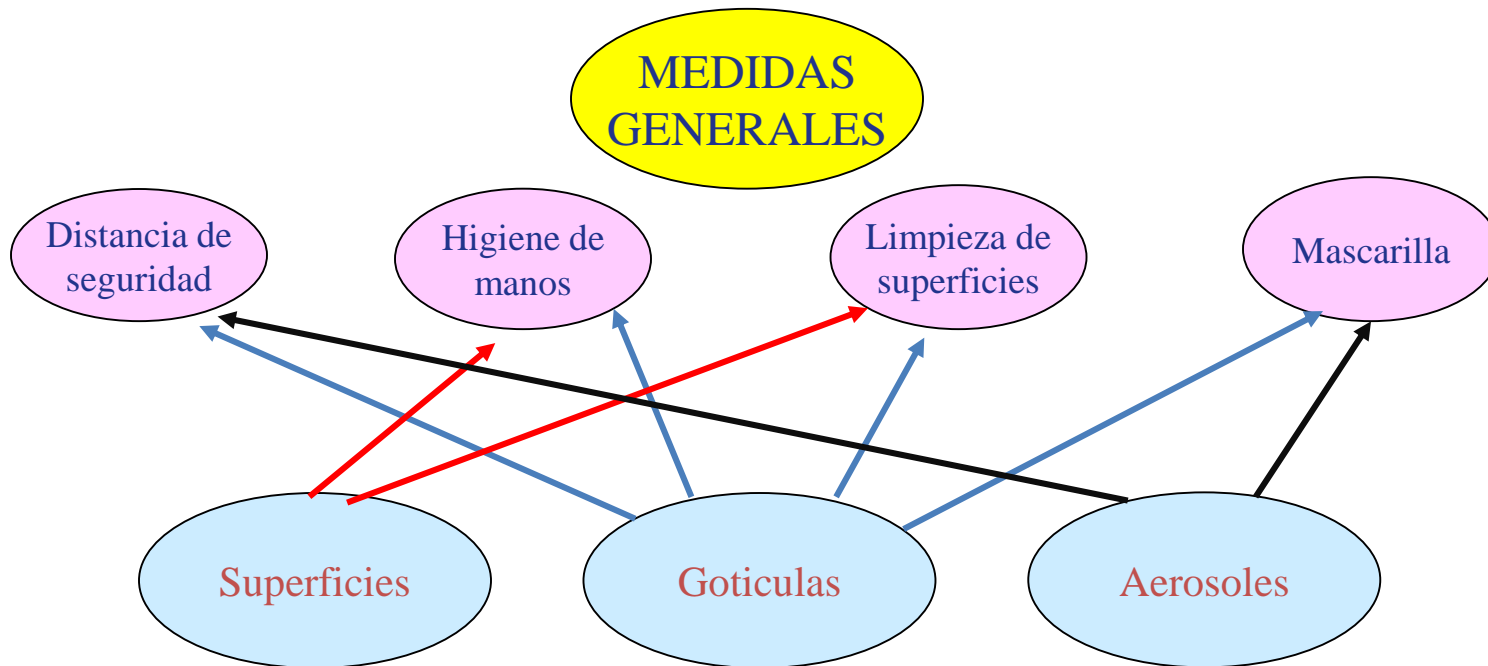 MEDIDAS
GENERALES
Distancia de
seguridad
Higiene de
manos
Limpieza de
superficies
Mascarilla
Superficies
Goticulas
Aerosoles